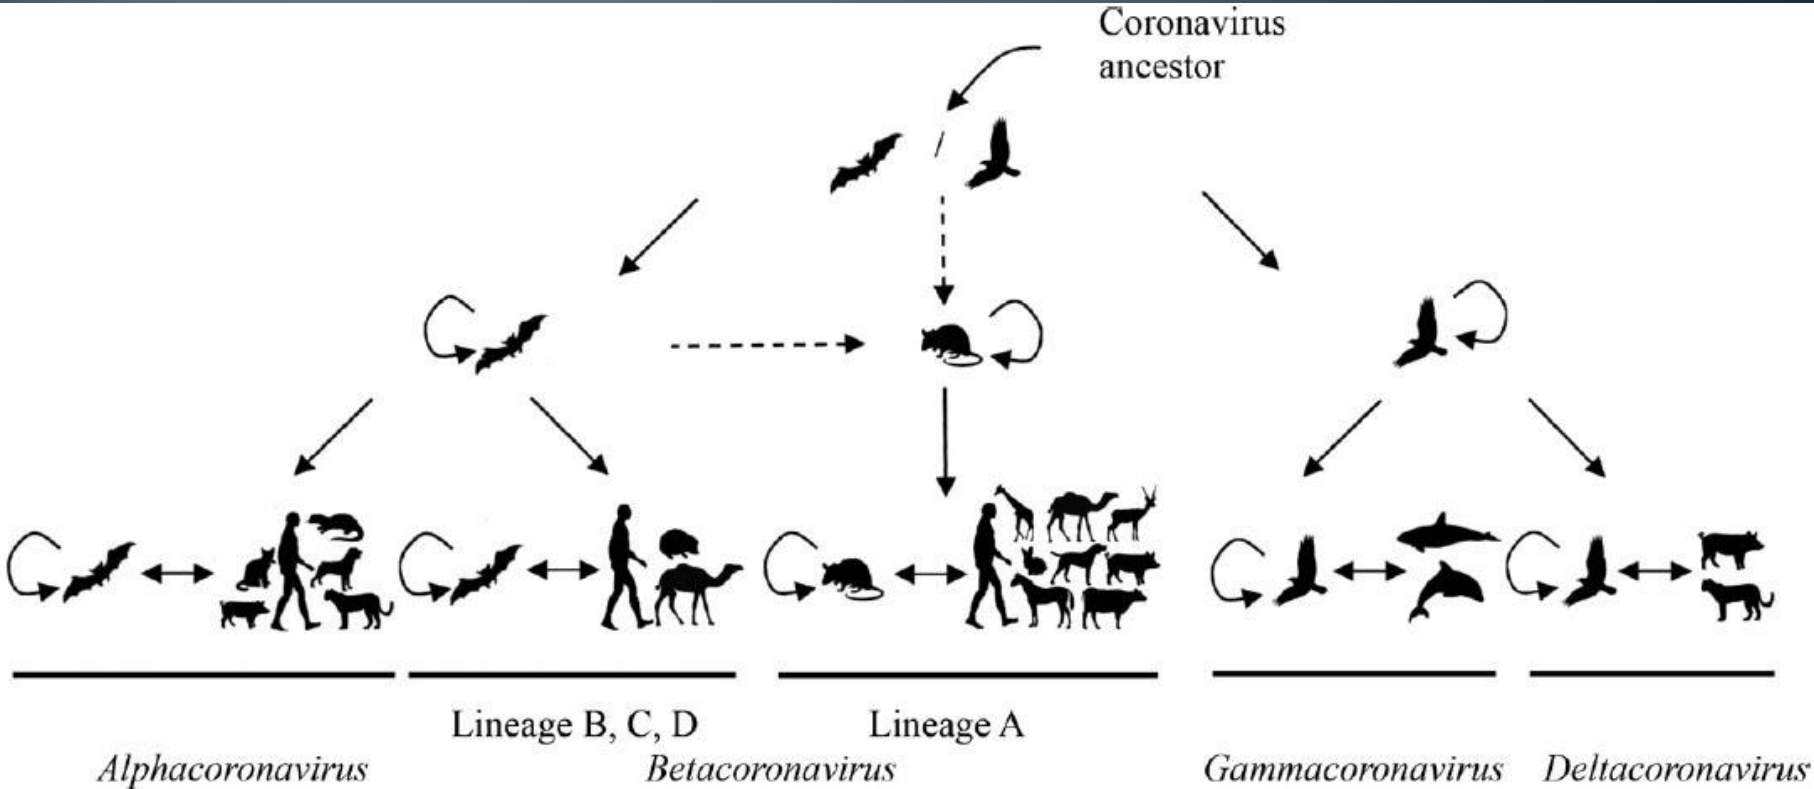 Coronavirus
ancestor
Lineage B, C, D
Lineage A
Alphacoronavirus
Betacoronavirus
Gammacoronavirus
Deltacoronavirus